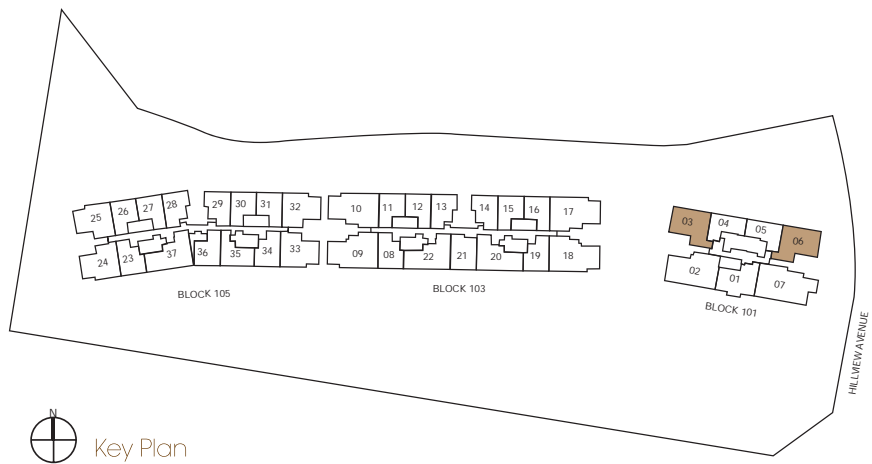 25 26 27 28 29 30 31 32 10 11 12 13 14 15 16 17
24 23 37 36 35 34 33 09 08 22 21 20 19 18
03 04 05 06
02 01 07
BLOCK 105
BLOCK 103
BLOCK 101
HILLVIEW AVENUE
N
Key Plan